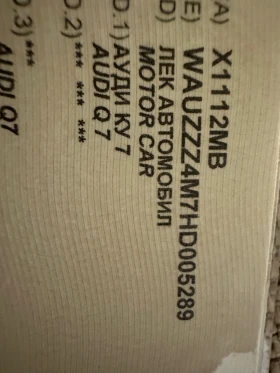 (A) X1112MB
(E) WAUZZZ4M7HD005289
D) ЛЕК АВТОМОБИЛ
MOTOR CAR
D.1) АУДИ КУ 7
AUDI Q 7
D.2) *** ***
D.3) ***
AUDI Q7